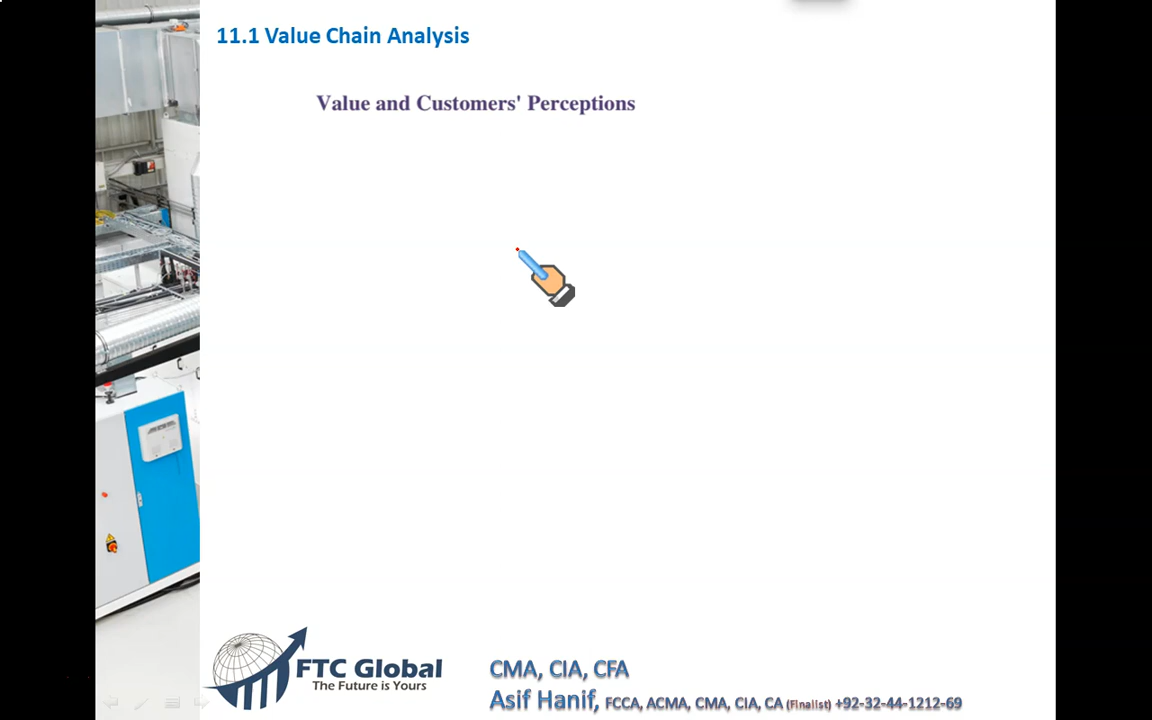 11.1 Value Chain Analysis
Value and Customers' Perceptions
FTC Global
The Future is Yours
CMA, CIA, CFA
Asif Hanif, FCCA, ACMA, CMA, CIA, CA (Finalist) +92-32-44-1212-69